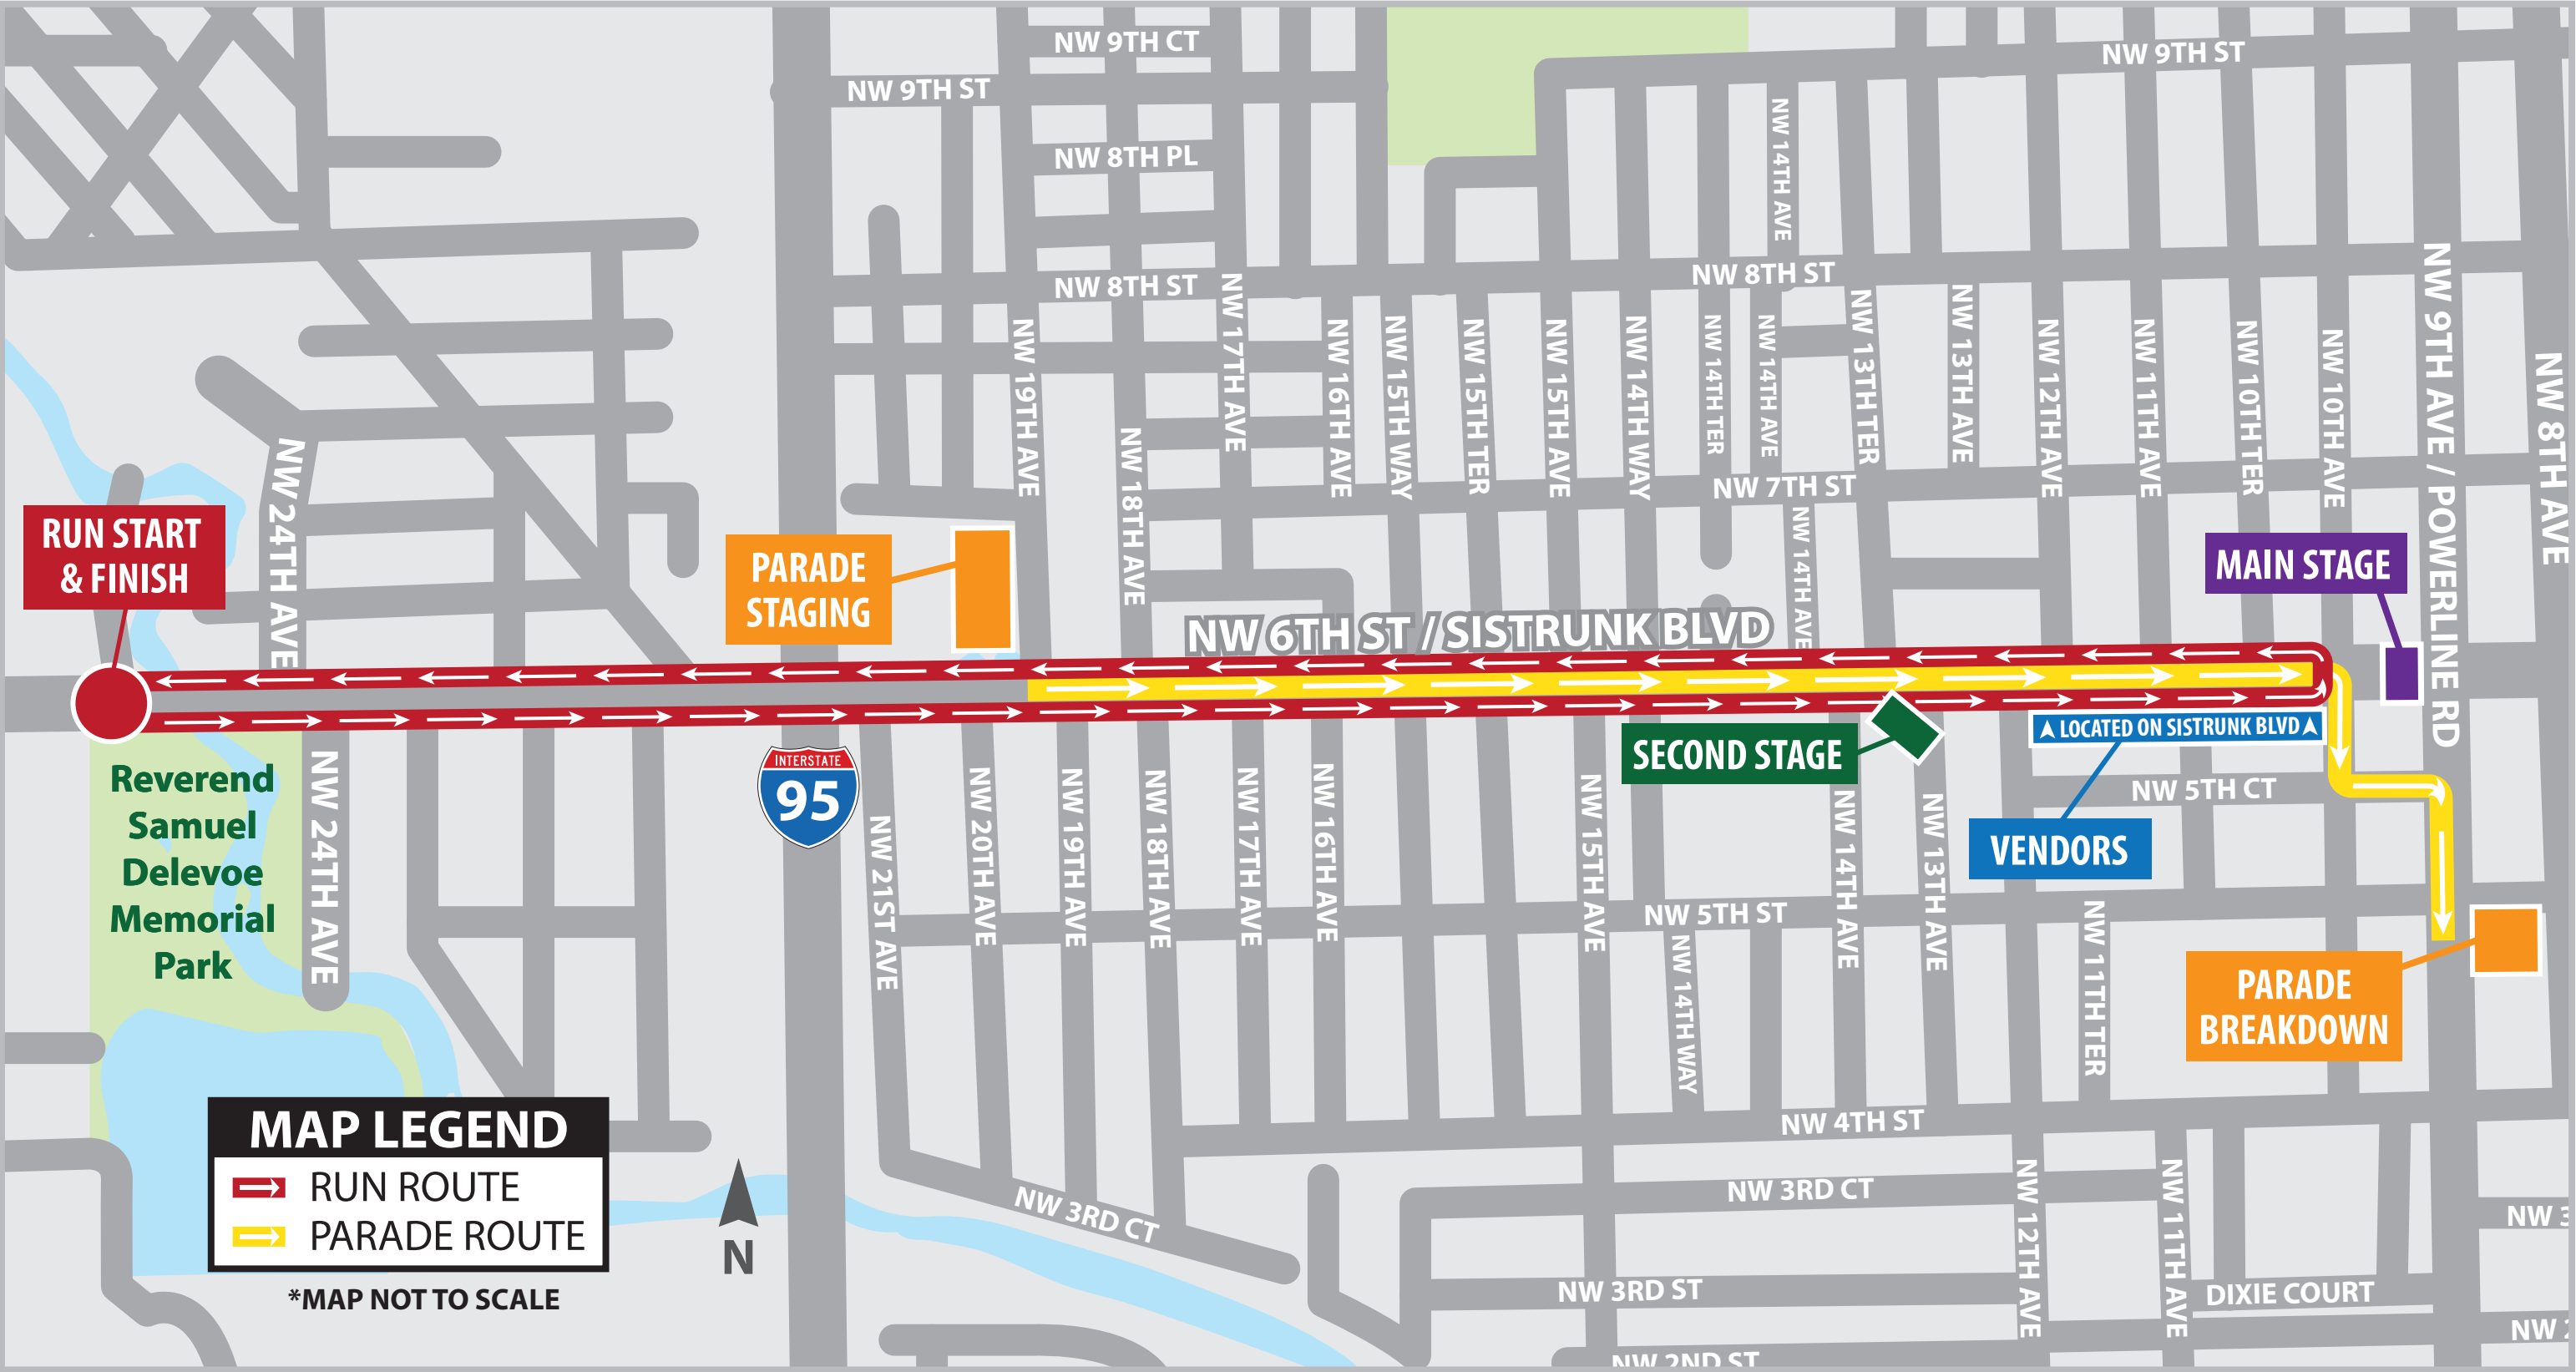 NW 9TH CT
NW 9TH ST
NW 9TH ST
NW 8TH PL
NW 14TH AVE
NW 8TH ST
NW 8TH ST
NW 19TH AVE
NW 18TH AVE
NW 17TH AVE
NW 16TH AVE
NW 15TH WAY
NW 15TH TER
NW 15TH AVE
NW 14TH WAY
NW 14TH TER
NW 14TH AVE
NW 13TH TER
NW 13TH AVE
NW 12TH AVE
NW 11TH AVE
NW 10TH TER
NW 10TH AVE
NW 9TH AVE / POWERLINE RD
NW 8TH AVE
NW 24TH AVE
NW 7TH ST
NW 14TH AVE
RUN START
& FINISH
PARADE
STAGING
MAIN STAGE
NW 6TH ST / SISTRUNK BLVD
SECOND STAGE
LOCATED ON SISTRUNK BLVD
VENDORS
NW 5TH CT
INTERSTATE
95
Reverend
Samuel
Delevoe
Memorial
Park
NW 24TH AVE
NW 21ST AVE
NW 20TH AVE
NW 19TH AVE
NW 18TH AVE
NW 17TH AVE
NW 16TH AVE
NW 15TH AVE
NW 14TH AVE
NW 13TH AVE
NW 5TH ST
NW 14TH WAY
NW 11TH TER
PARADE
BREAKDOWN
NW 4TH ST
NW 3RD CT
NW 3RD CT
NW 12TH AVE
NW 11TH AVE
NW 3
NW 3RD ST
DIXIE COURT
NW 2
NW 2ND ST
MAP LEGEND
RUN ROUTE
PARADE ROUTE
*MAP NOT TO SCALE
N